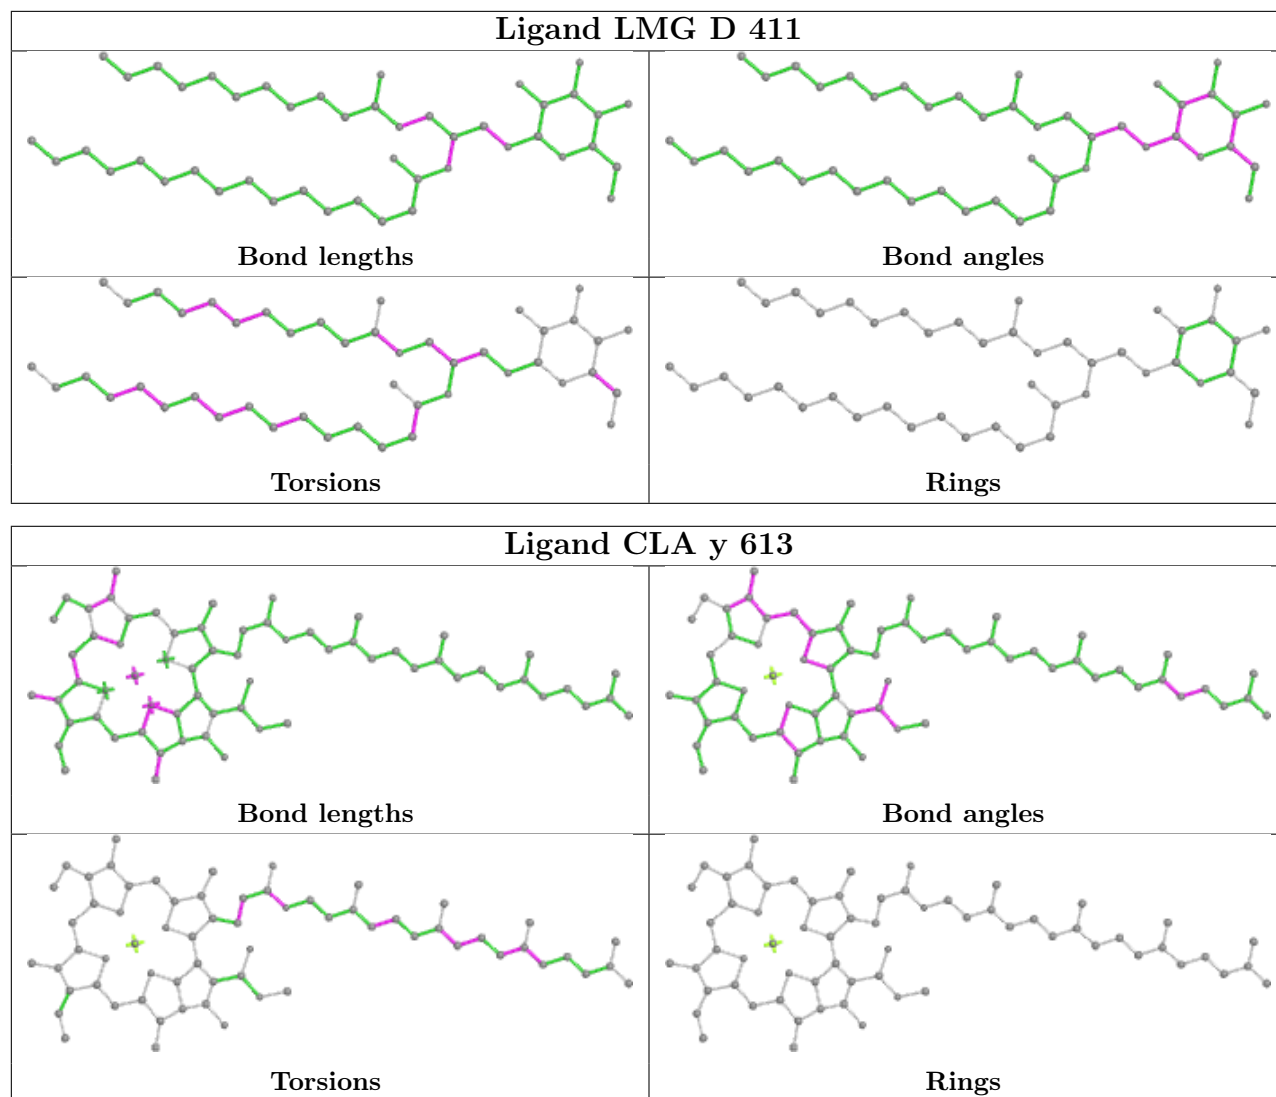 Ligand LMG D 411
Bond lengths
Bond angles
Torsions
Rings
Ligand CLA y 613
Bond lengths
Bond angles
Torsions
Rings